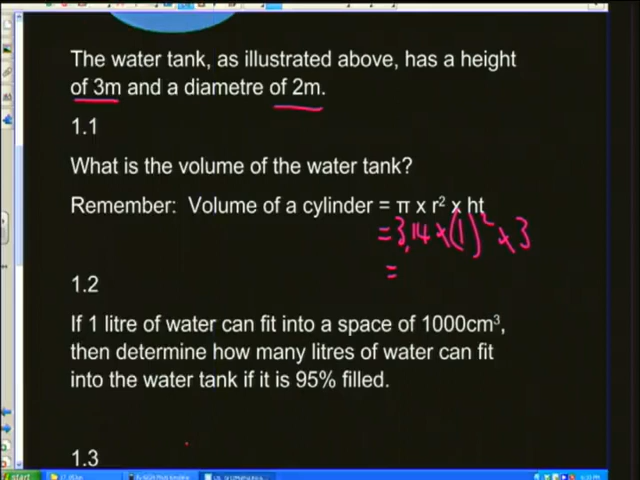 The water tank, as illustrated above, has a height
of 3m and a diametre of 2m.
1.1
What is the volume of the water tank?
Remember: Volume of a cylinder = π x r² x ht
= 3,14 x (1)² x 3
=
1.2
If 1 litre of water can fit into a space of 1000cm³,
then determine how many litres of water can fit
into the water tank if it is 95% filled.
1.3
start